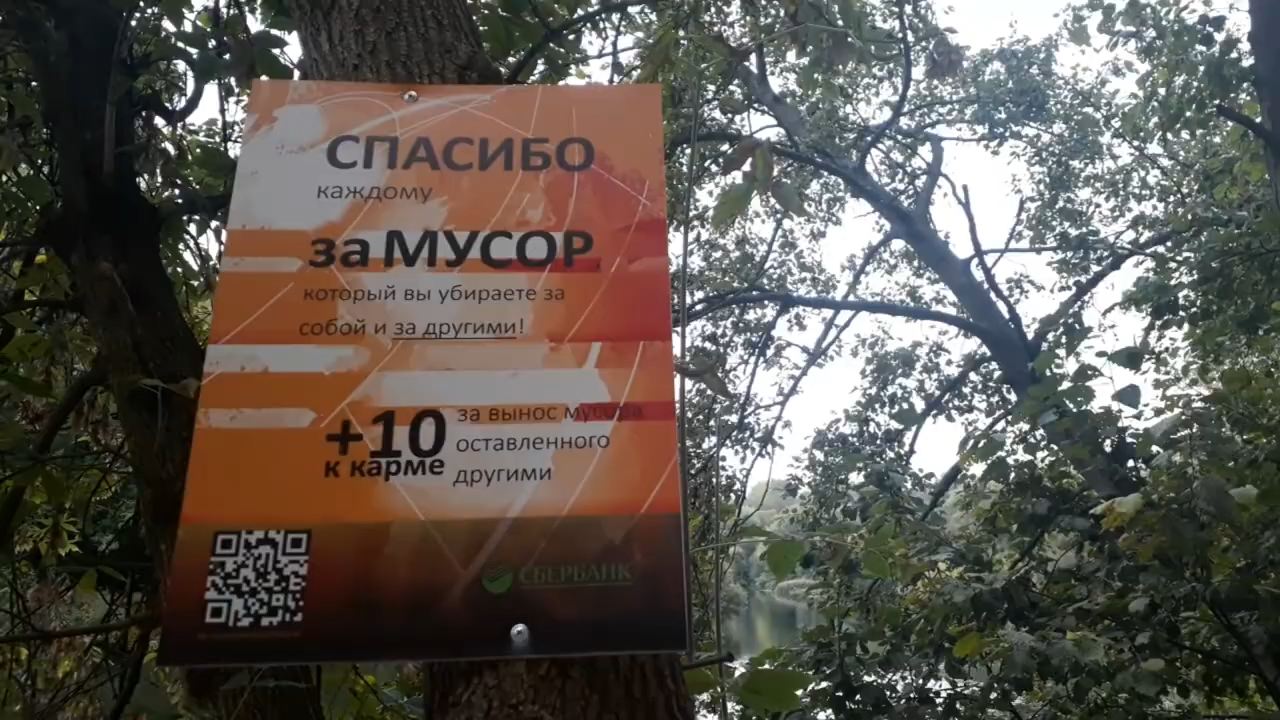 СПАСИБО
каждому
за МУСОР
который вы убираете за
собой и за другими!
+10
к карме
за вынос мусора
оставленного
другими
СБЕРБАНК